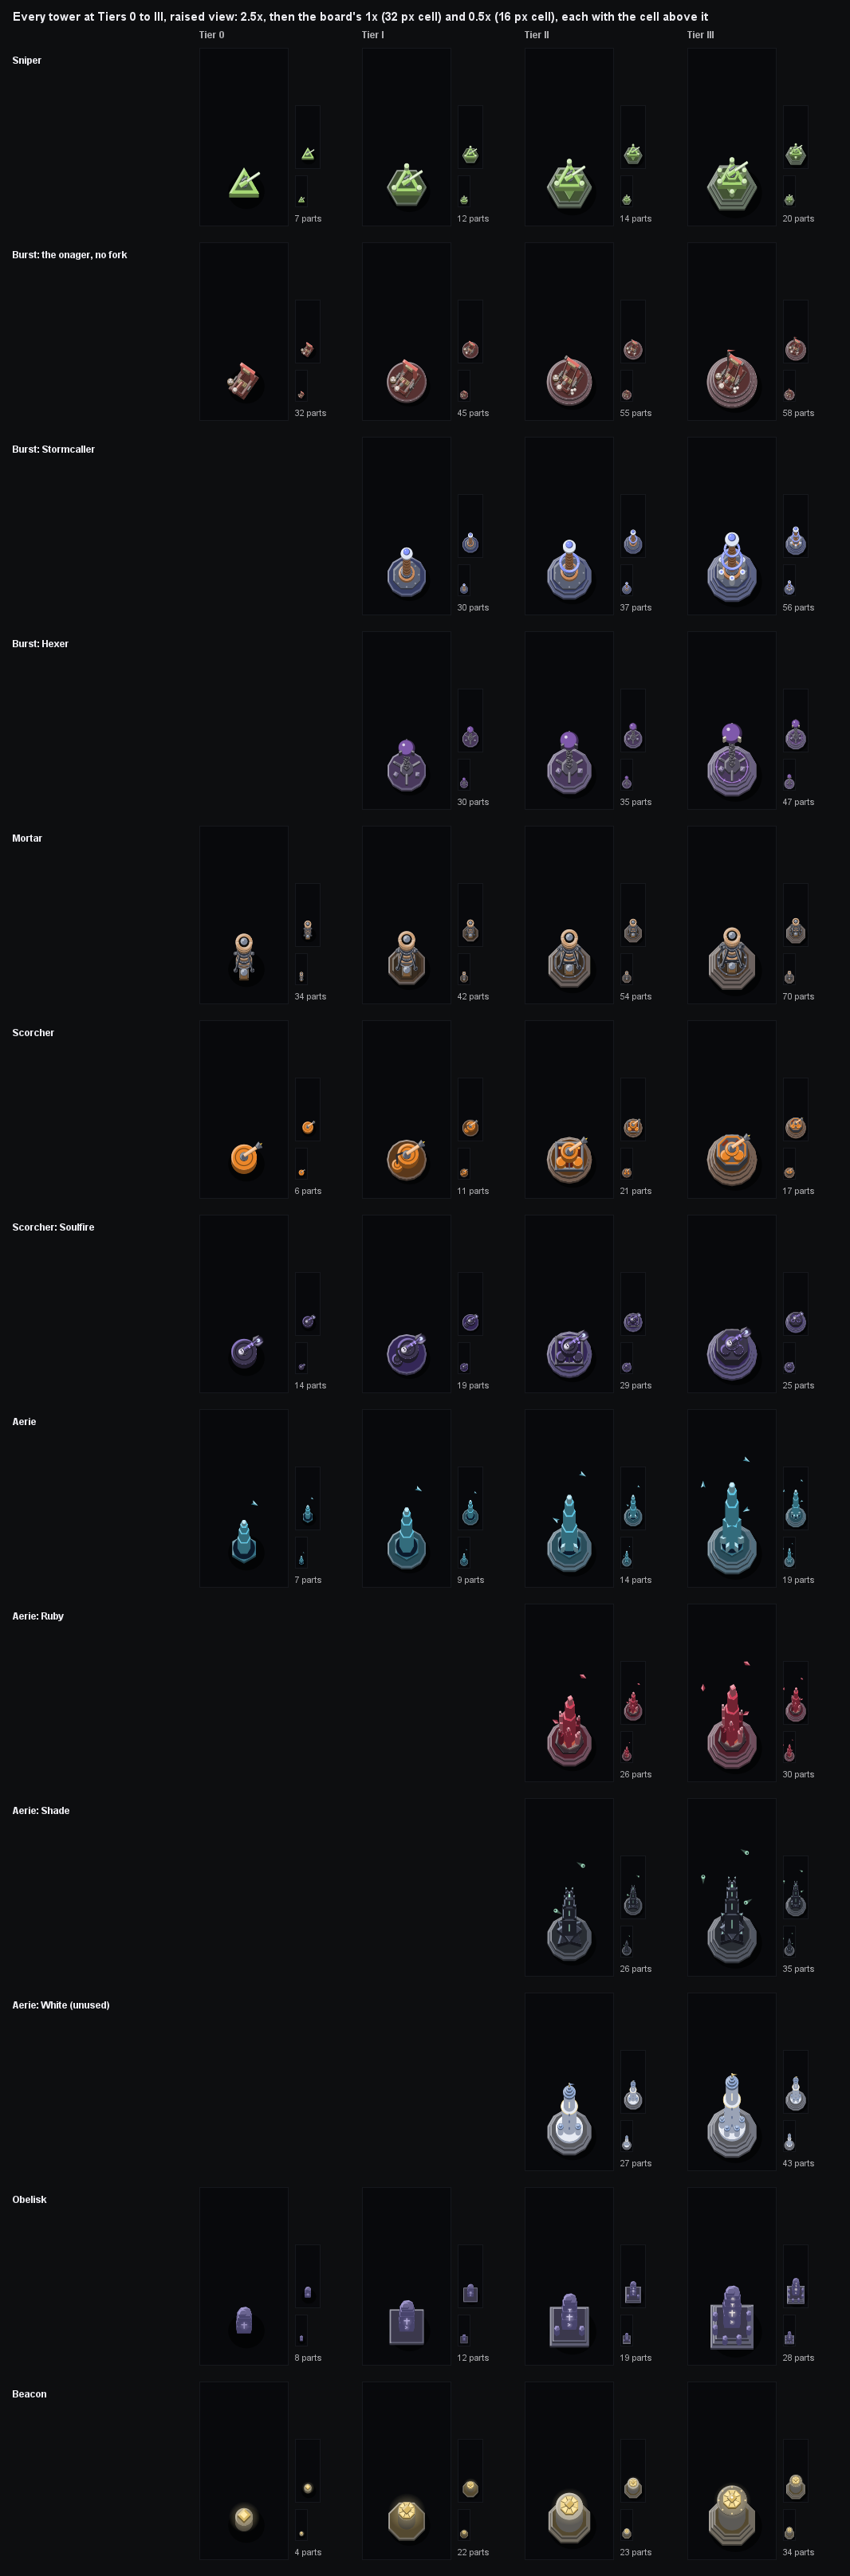 Every tower at Tiers 0 to III, raised view: 2.5x, then the board's 1x (32 px cell) and 0.5x (16 px cell), each with the cell above it
Tier 0 Tier I Tier II Tier III
Sniper
7 parts 12 parts 14 parts 20 parts
Burst: the onager, no fork
32 parts 45 parts 55 parts 58 parts
Burst: Stormcaller
30 parts 37 parts 56 parts
Burst: Hexer
30 parts 35 parts 47 parts
Mortar
34 parts 42 parts 54 parts 70 parts
Scorcher
6 parts 11 parts 21 parts 17 parts
Scorcher: Soulfire
14 parts 19 parts 29 parts 25 parts
Aerie
7 parts 9 parts 14 parts 19 parts
Aerie: Ruby
26 parts 30 parts
Aerie: Shade
26 parts 35 parts
Aerie: White (unused)
27 parts 43 parts
Obelisk
8 parts 12 parts 19 parts 28 parts
Beacon
4 parts 22 parts 23 parts 34 parts